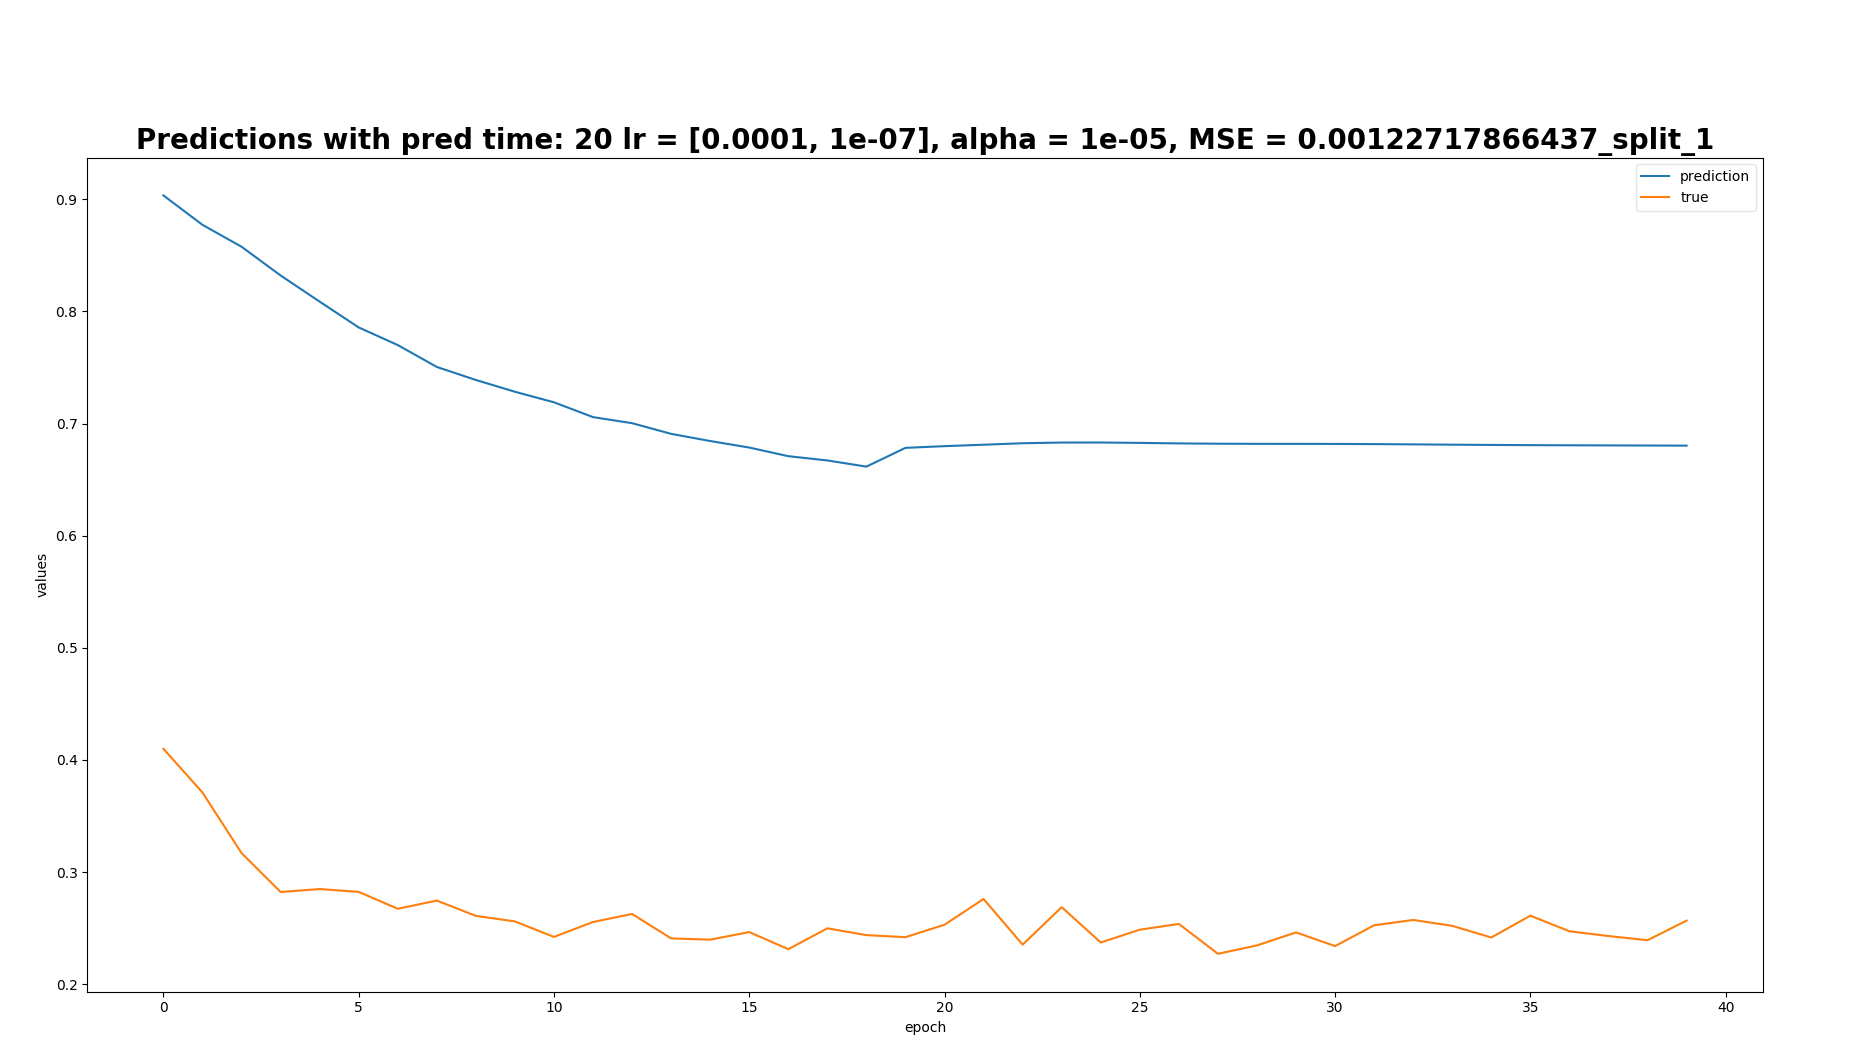 Predictions with pred time: 20 lr = [0.0001, 1e-07], alpha = 1e-05, MSE = 0.00122717866437_split_1
prediction
true
0.9
0.8
0.7
0.6
0.5
0.4
0.3
0.2
values
0 5 10 15 20 25 30 35 40
epoch